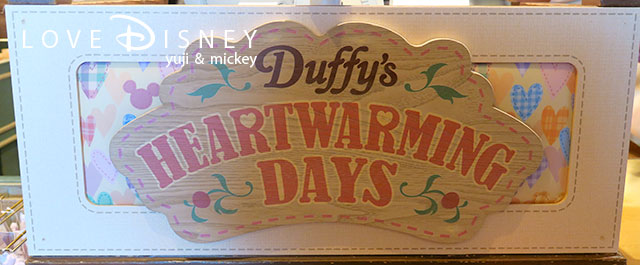 LOVE DISNEY
yuji & mickey
Duffy's
HEARTWARMING
DAYS